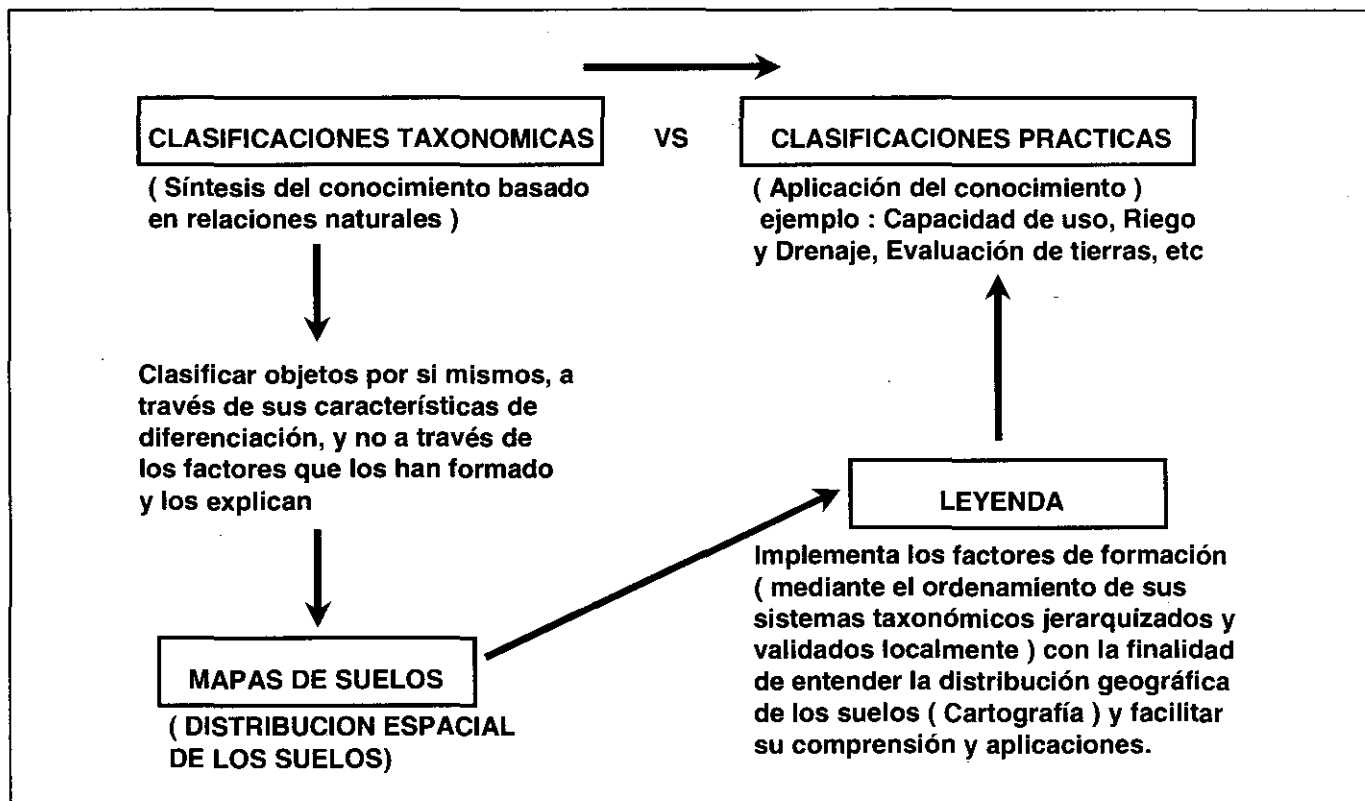 CLASIFICACIONES TAXONOMICAS
VS
CLASIFICACIONES PRACTICAS
( Síntesis del conocimiento basado
en relaciones naturales )
( Aplicación del conocimiento )
ejemplo : Capacidad de uso, Riego
y Drenaje, Evaluación de tierras, etc
Clasificar objetos por si mismos, a
través de sus características de
diferenciación, y no a través de
los factores que los han formado
y los explican
MAPAS DE SUELOS
( DISTRIBUCION ESPACIAL
DE LOS SUELOS)
LEYENDA
Implementa los factores de formación
( mediante el ordenamiento de sus
sistemas taxonómicos jerarquizados y
validados localmente ) con la finalidad
de entender la distribución geográfica
de los suelos ( Cartografía ) y facilitar
su comprensión y aplicaciones.